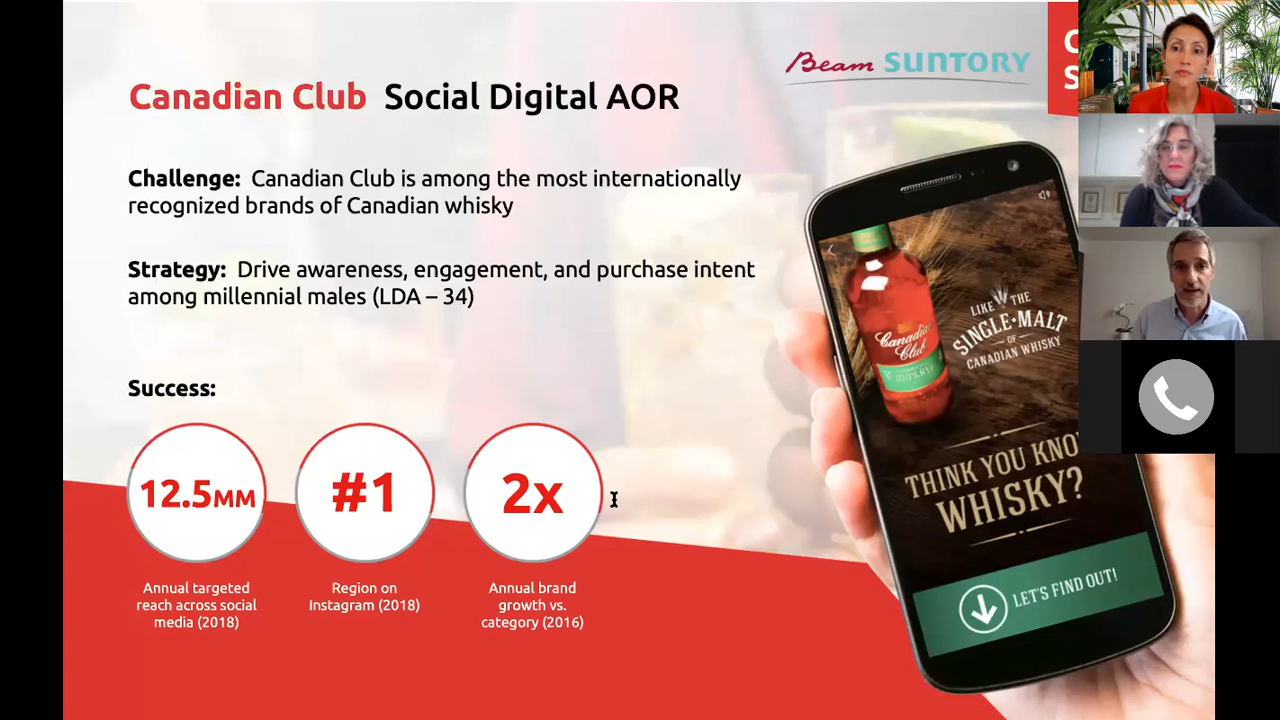 Canadian Club Social Digital AOR
Beam SUNTORY
Challenge: Canadian Club is among the most internationally
recognized brands of Canadian whisky
Strategy: Drive awareness, engagement, and purchase intent
among millennial males (LDA – 34)
Success:
12.5MM
Annual targeted
reach across social
media (2018)
#1
Region on
Instagram (2018)
2x
Annual brand
growth vs.
category (2016)
Canadian
Club
100% RYE
LIKE THE
SINGLE•MALT
OF
CANADIAN WHISKY
THINK YOU KNO
WHISKY?
LET'S FIND OUT!